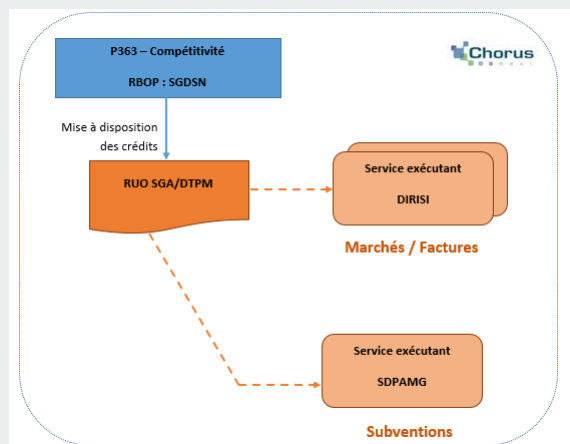 P363 – Compétitivité
RBOP : SGDSN
Chorus
Mise à disposition
des crédits
RUO SGA/DTPM
Service exécutant
DIRISI
Marchés / Factures
Service exécutant
SDPAMG
Subventions